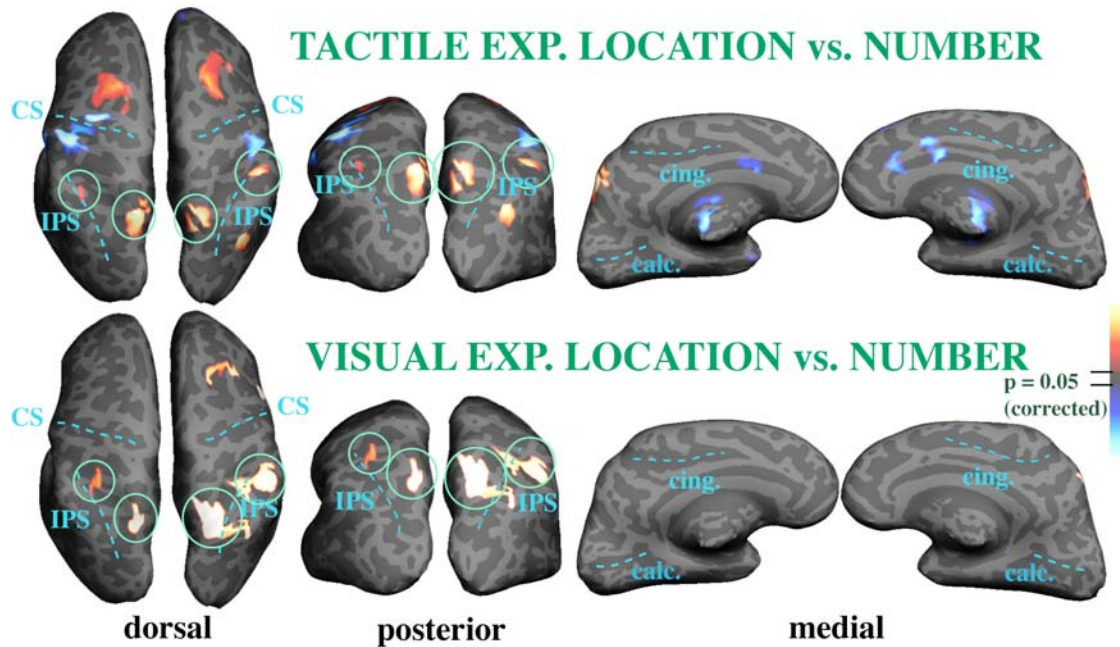 TACTILE EXP. LOCATION vs. NUMBER
CS
CS
IPS
IPS
IPS
IPS
cing.
cing.
calc.
calc.
VISUAL EXP. LOCATION vs. NUMBER
p = 0.05
(corrected)
CS
CS
IPS
IPS
IPS
IPS
cing.
cing.
calc.
calc.
dorsal
posterior
medial